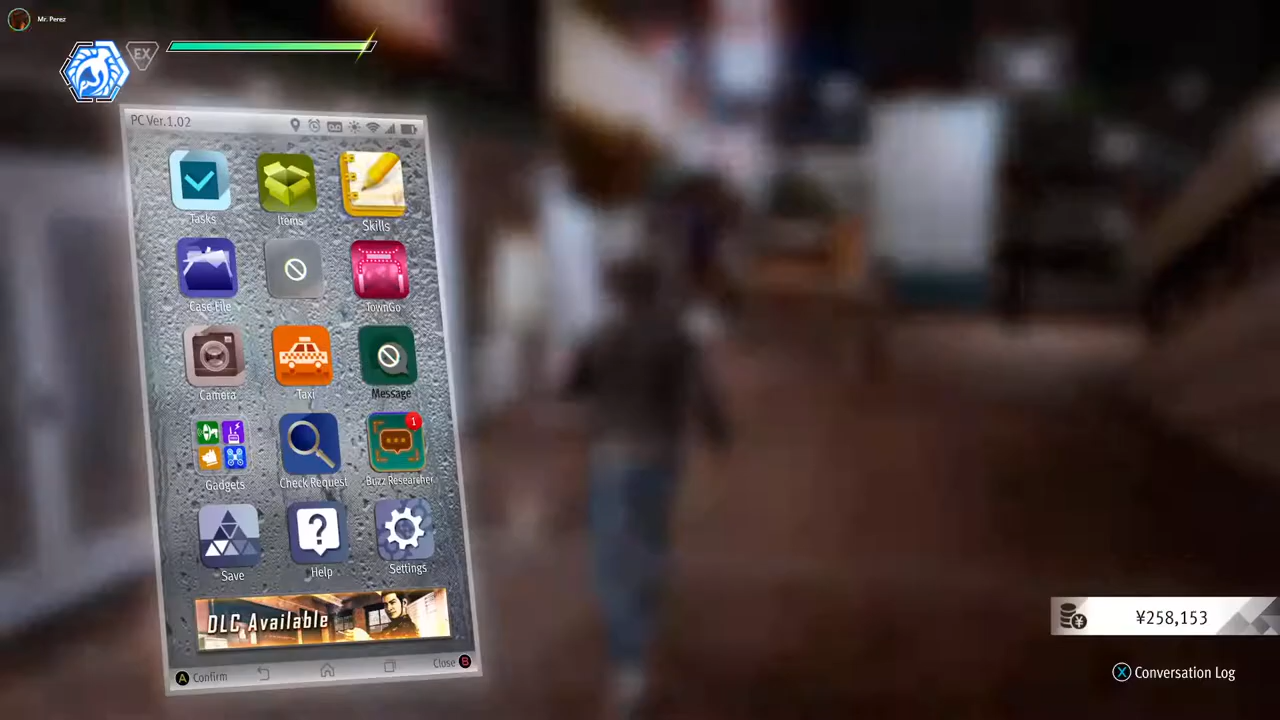 Mr. Perez
EX
PC Ver.1.02
Tasks
Items
Skills
Case File
TownGo
Camera
Taxi
Message
1
Gadgets
Check Request
Buzz Researcher
?
Save
Help
Settings
DLC Available
A Confirm
Close B
¥258,153
X Conversation Log